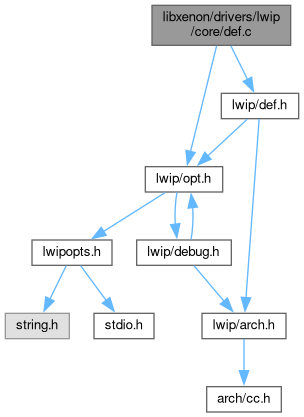 libxenon/drivers/lwip
/core/def.c
lwip/def.h
lwip/opt.h
lwipopts.h
lwip/debug.h
string.h
stdio.h
lwip/arch.h
arch/cc.h